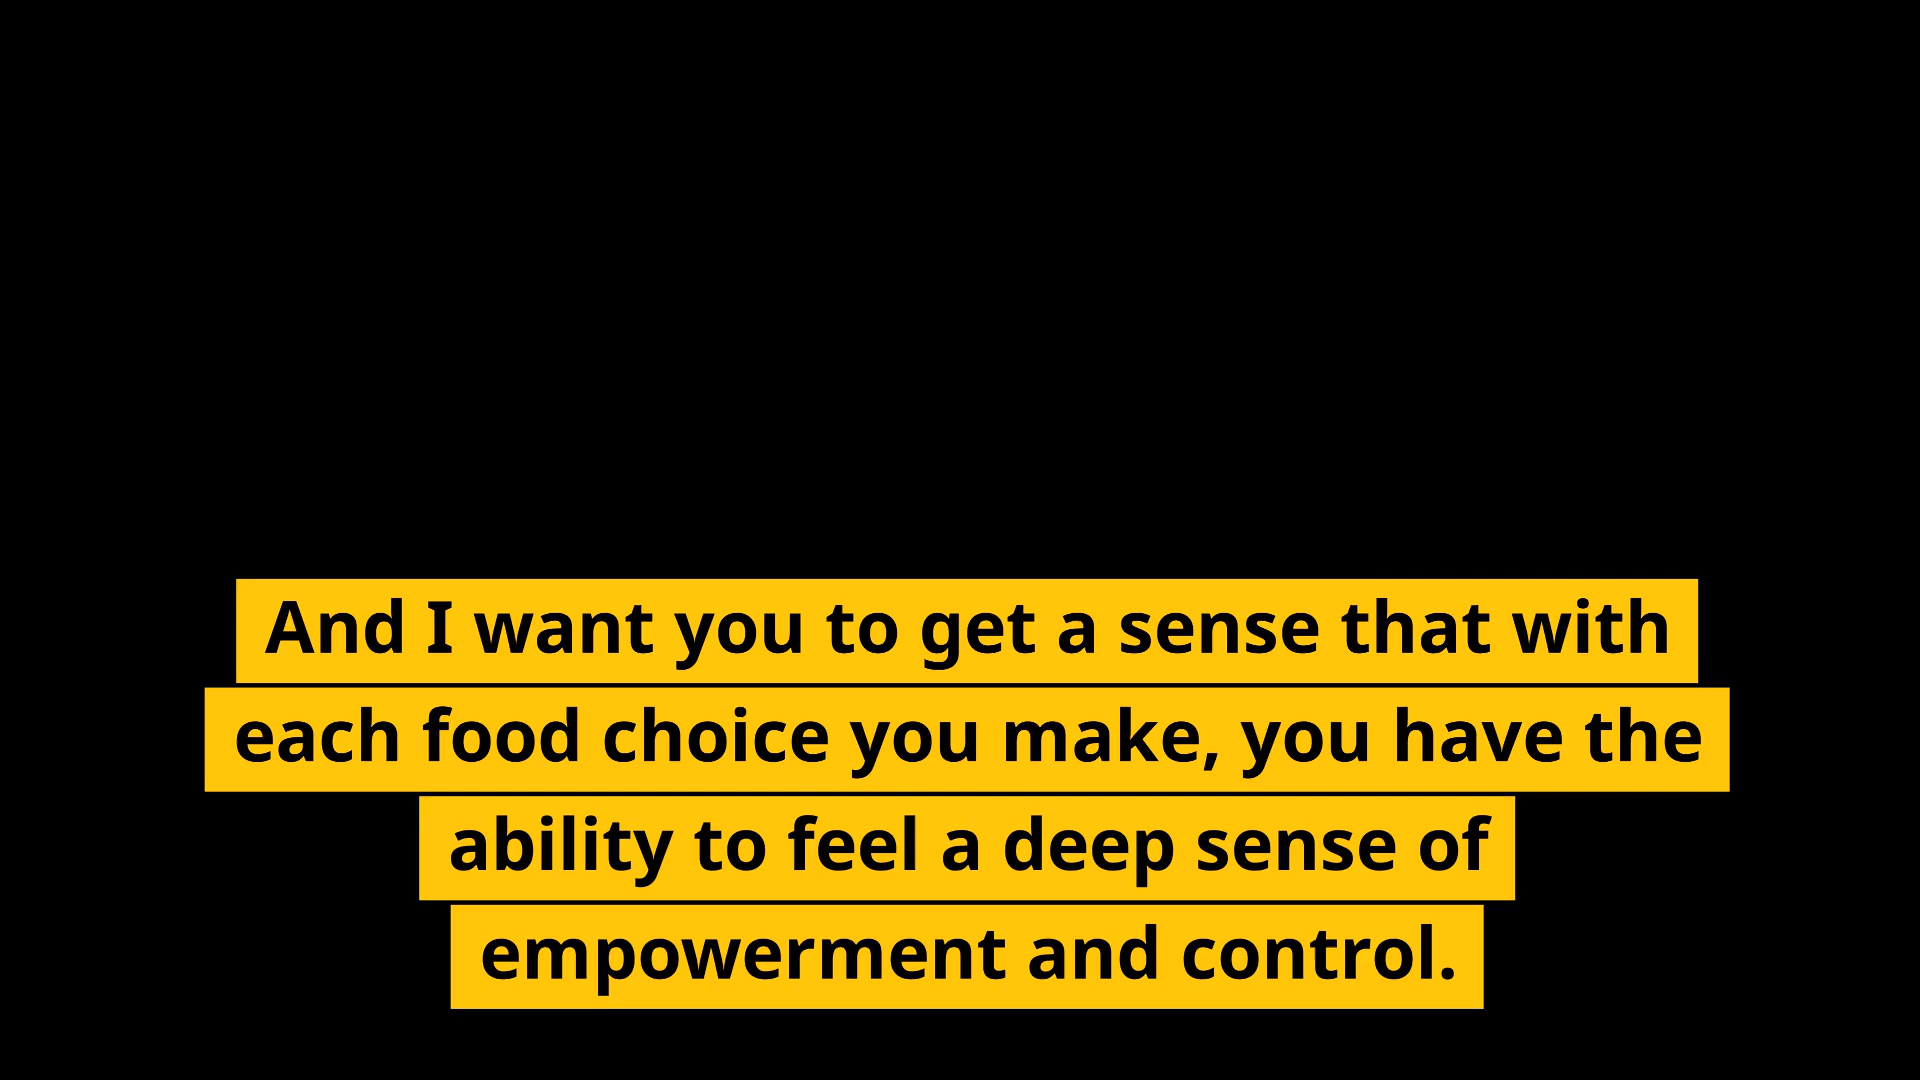 And I want you to get a sense that with
each food choice you make, you have the
ability to feel a deep sense of
empowerment and control.